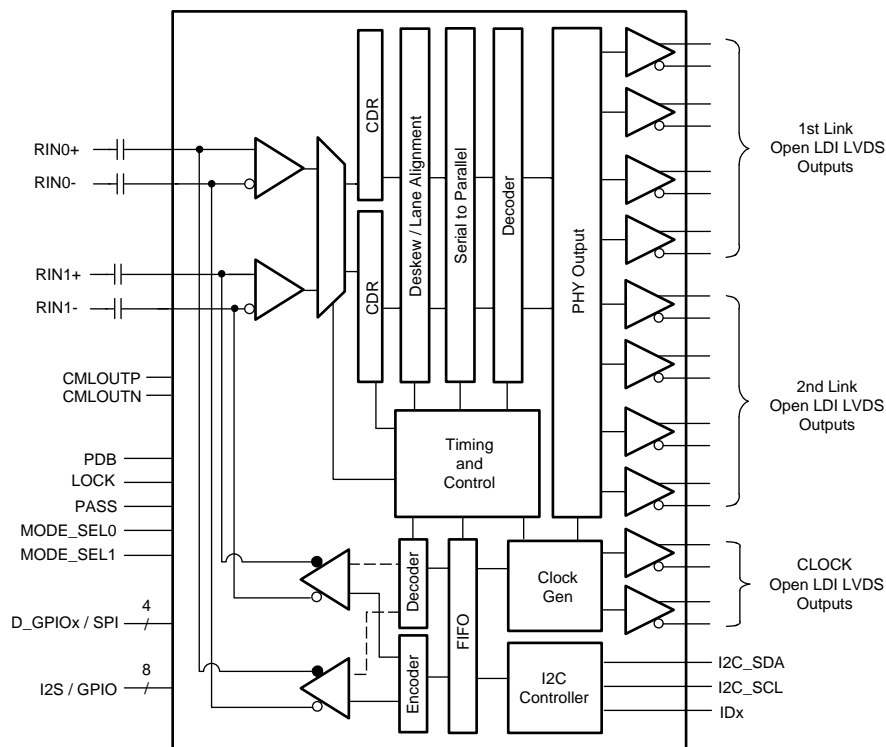 RIN0+
RIN0-
RIN1+
RIN1-
CMLOUTP
CMLOUTN
PDB
LOCK
PASS
MODE_SEL0
MODE_SEL1
D_GPIOx / SPI
4
I2S / GPIO
8
CDR
CDR
Deskew / Lane Alignment
Serial to Parallel
Decoder
PHY Output
Timing
and
Control
Decoder
Encoder
FIFO
Clock
Gen
I2C
Controller
1st Link
Open LDI LVDS
Outputs
2nd Link
Open LDI LVDS
Outputs
CLOCK
Open LDI LVDS
Outputs
I2C_SDA
I2C_SCL
IDx